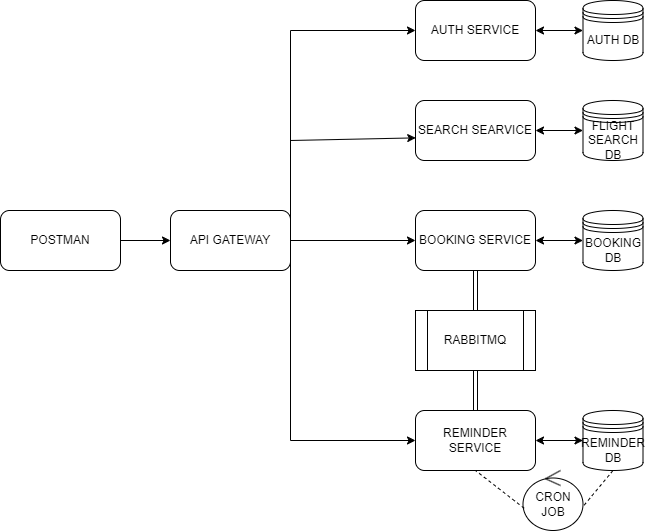 AUTH SERVICE
AUTH DB
SEARCH SEARVICE
FLIGHT
SEARCH
DB
POSTMAN
API GATEWAY
BOOKING SERVICE
BOOKING
DB
RABBITMQ
REMINDER
SERVICE
REMINDER
DB
CRON
JOB